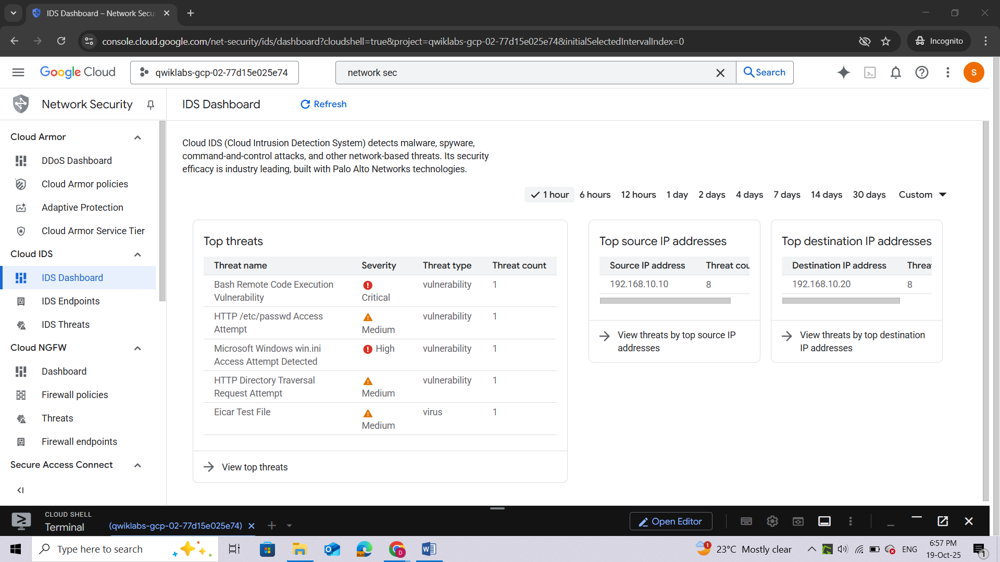 IDS Dashboard – Network Secu
console.cloud.google.com/net-security/ids/dashboard?cloudshell=true&project=qwiklabs-gcp-02-77d15e025e74&initialSelectedIntervalIndex=0
Incognito
Google Cloud
qwiklabs-gcp-02-77d15e025e74
network sec
Search
S
Network Security
IDS Dashboard
Refresh
Cloud Armor
DDoS Dashboard
Cloud Armor policies
Adaptive Protection
Cloud Armor Service Tier
Cloud IDS
IDS Dashboard
IDS Endpoints
IDS Threats
Cloud NGFW
Dashboard
Firewall policies
Threats
Firewall endpoints
Secure Access Connect
Cloud IDS (Cloud Intrusion Detection System) detects malware, spyware,
command-and-control attacks, and other network-based threats. Its security
efficacy is industry leading, built with Palo Alto Networks technologies.
1 hour 6 hours 12 hours 1 day 2 days 4 days 7 days 14 days 30 days Custom
Top threats
Threat name Severity Threat type Threat count
Bash Remote Code Execution
Vulnerability
Critical
vulnerability
1
HTTP /etc/passwd Access
Attempt
Medium
vulnerability
1
Microsoft Windows win.ini
Access Attempt Detected
High
vulnerability
1
HTTP Directory Traversal
Request Attempt
Medium
vulnerability
1
Eicar Test File
Medium
virus
1
View top threats
Top source IP addresses
Source IP address Threat cou
192.168.10.10 8
View threats by top source IP
addresses
Top destination IP addresses
Destination IP address Threa
192.168.10.20 8
View threats by top destination
IP addresses
CLOUD SHELL
Terminal
(qwiklabs-gcp-02-77d15e025e74)
Open Editor
Type here to search
1
23°C Mostly clear
ENG
6:57 PM
19-Oct-25
1